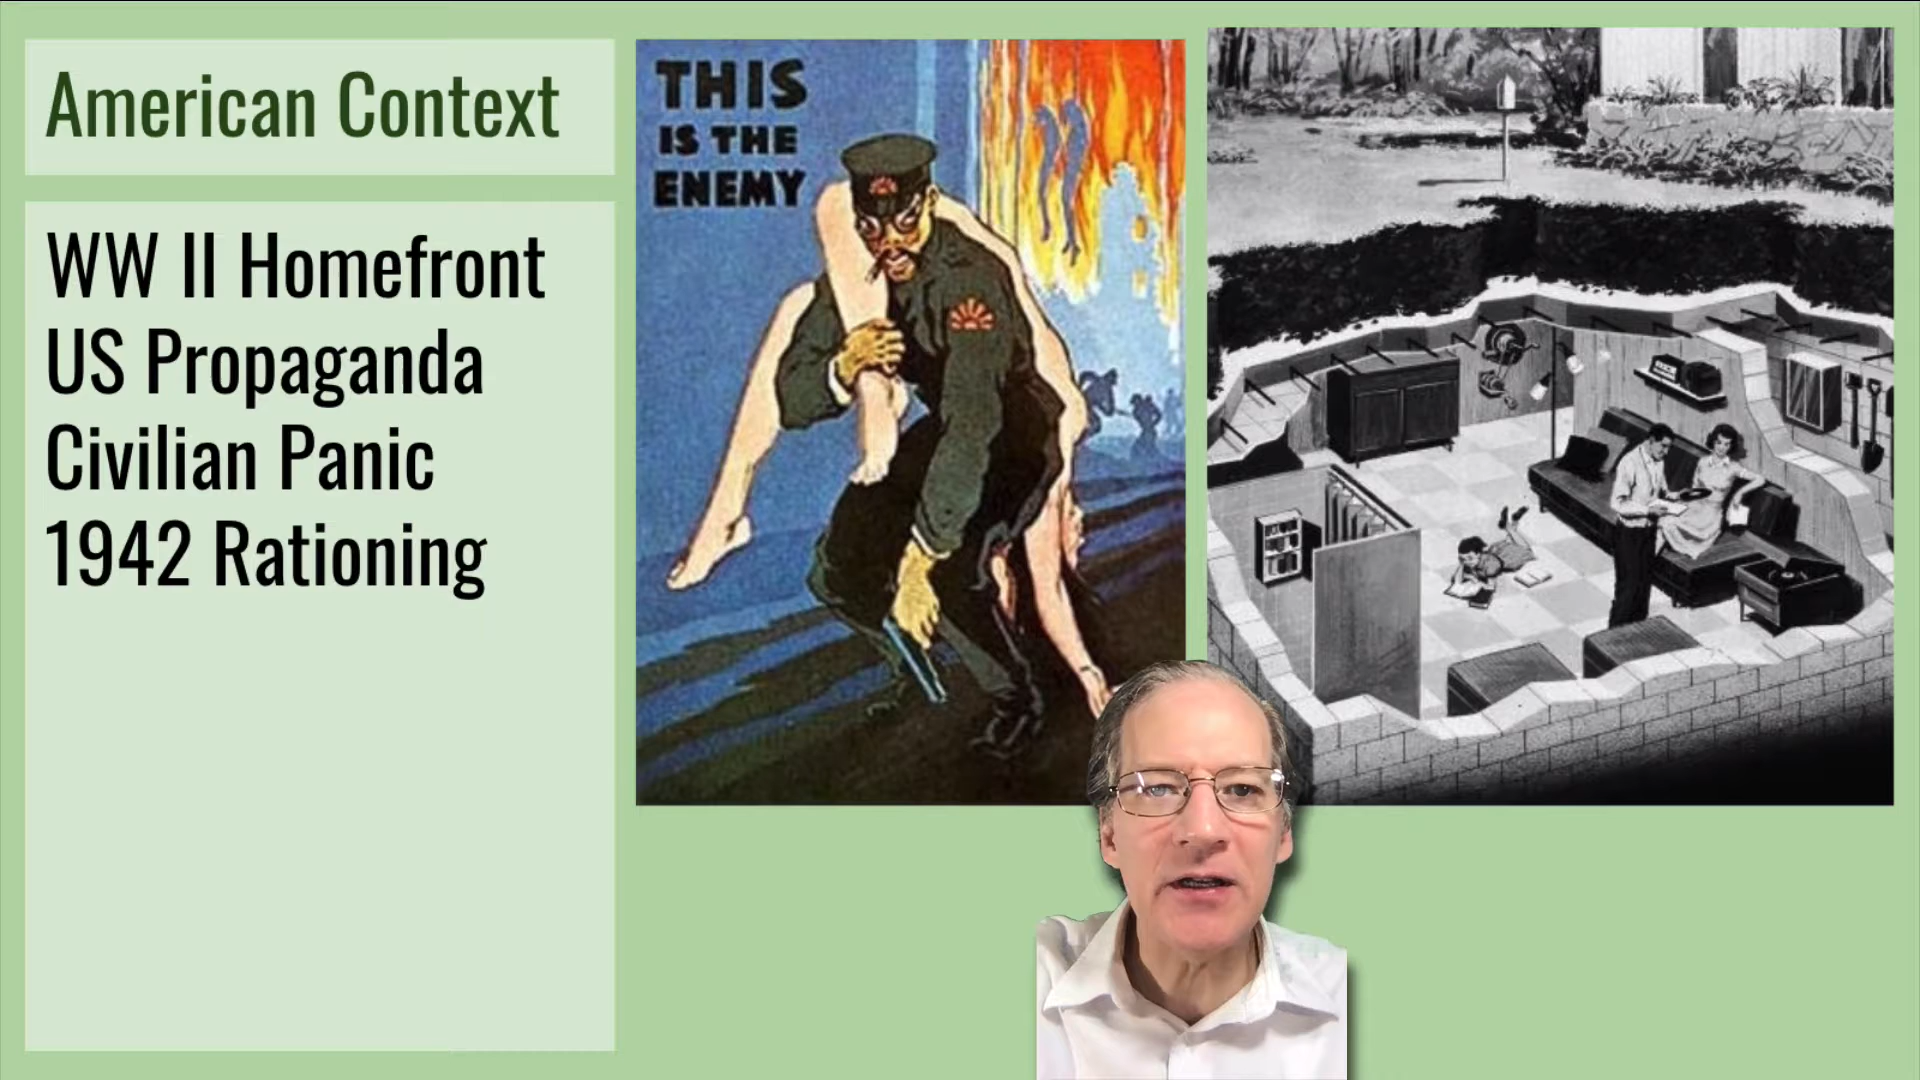 American Context
WW II Homefront
US Propaganda
Civilian Panic
1942 Rationing
THIS
IS THE
ENEMY